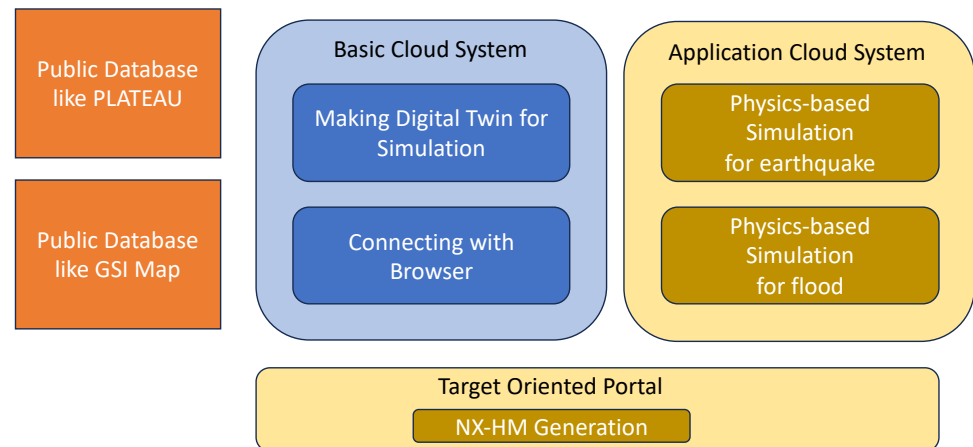 Public Database
like PLATEAU
Public Database
like GSI Map
Basic Cloud System
Making Digital Twin for
Simulation
Connecting with
Browser
Application Cloud System
Physics-based
Simulation
for earthquake
Physics-based
Simulation
for flood
Target Oriented Portal
NX-HM Generation